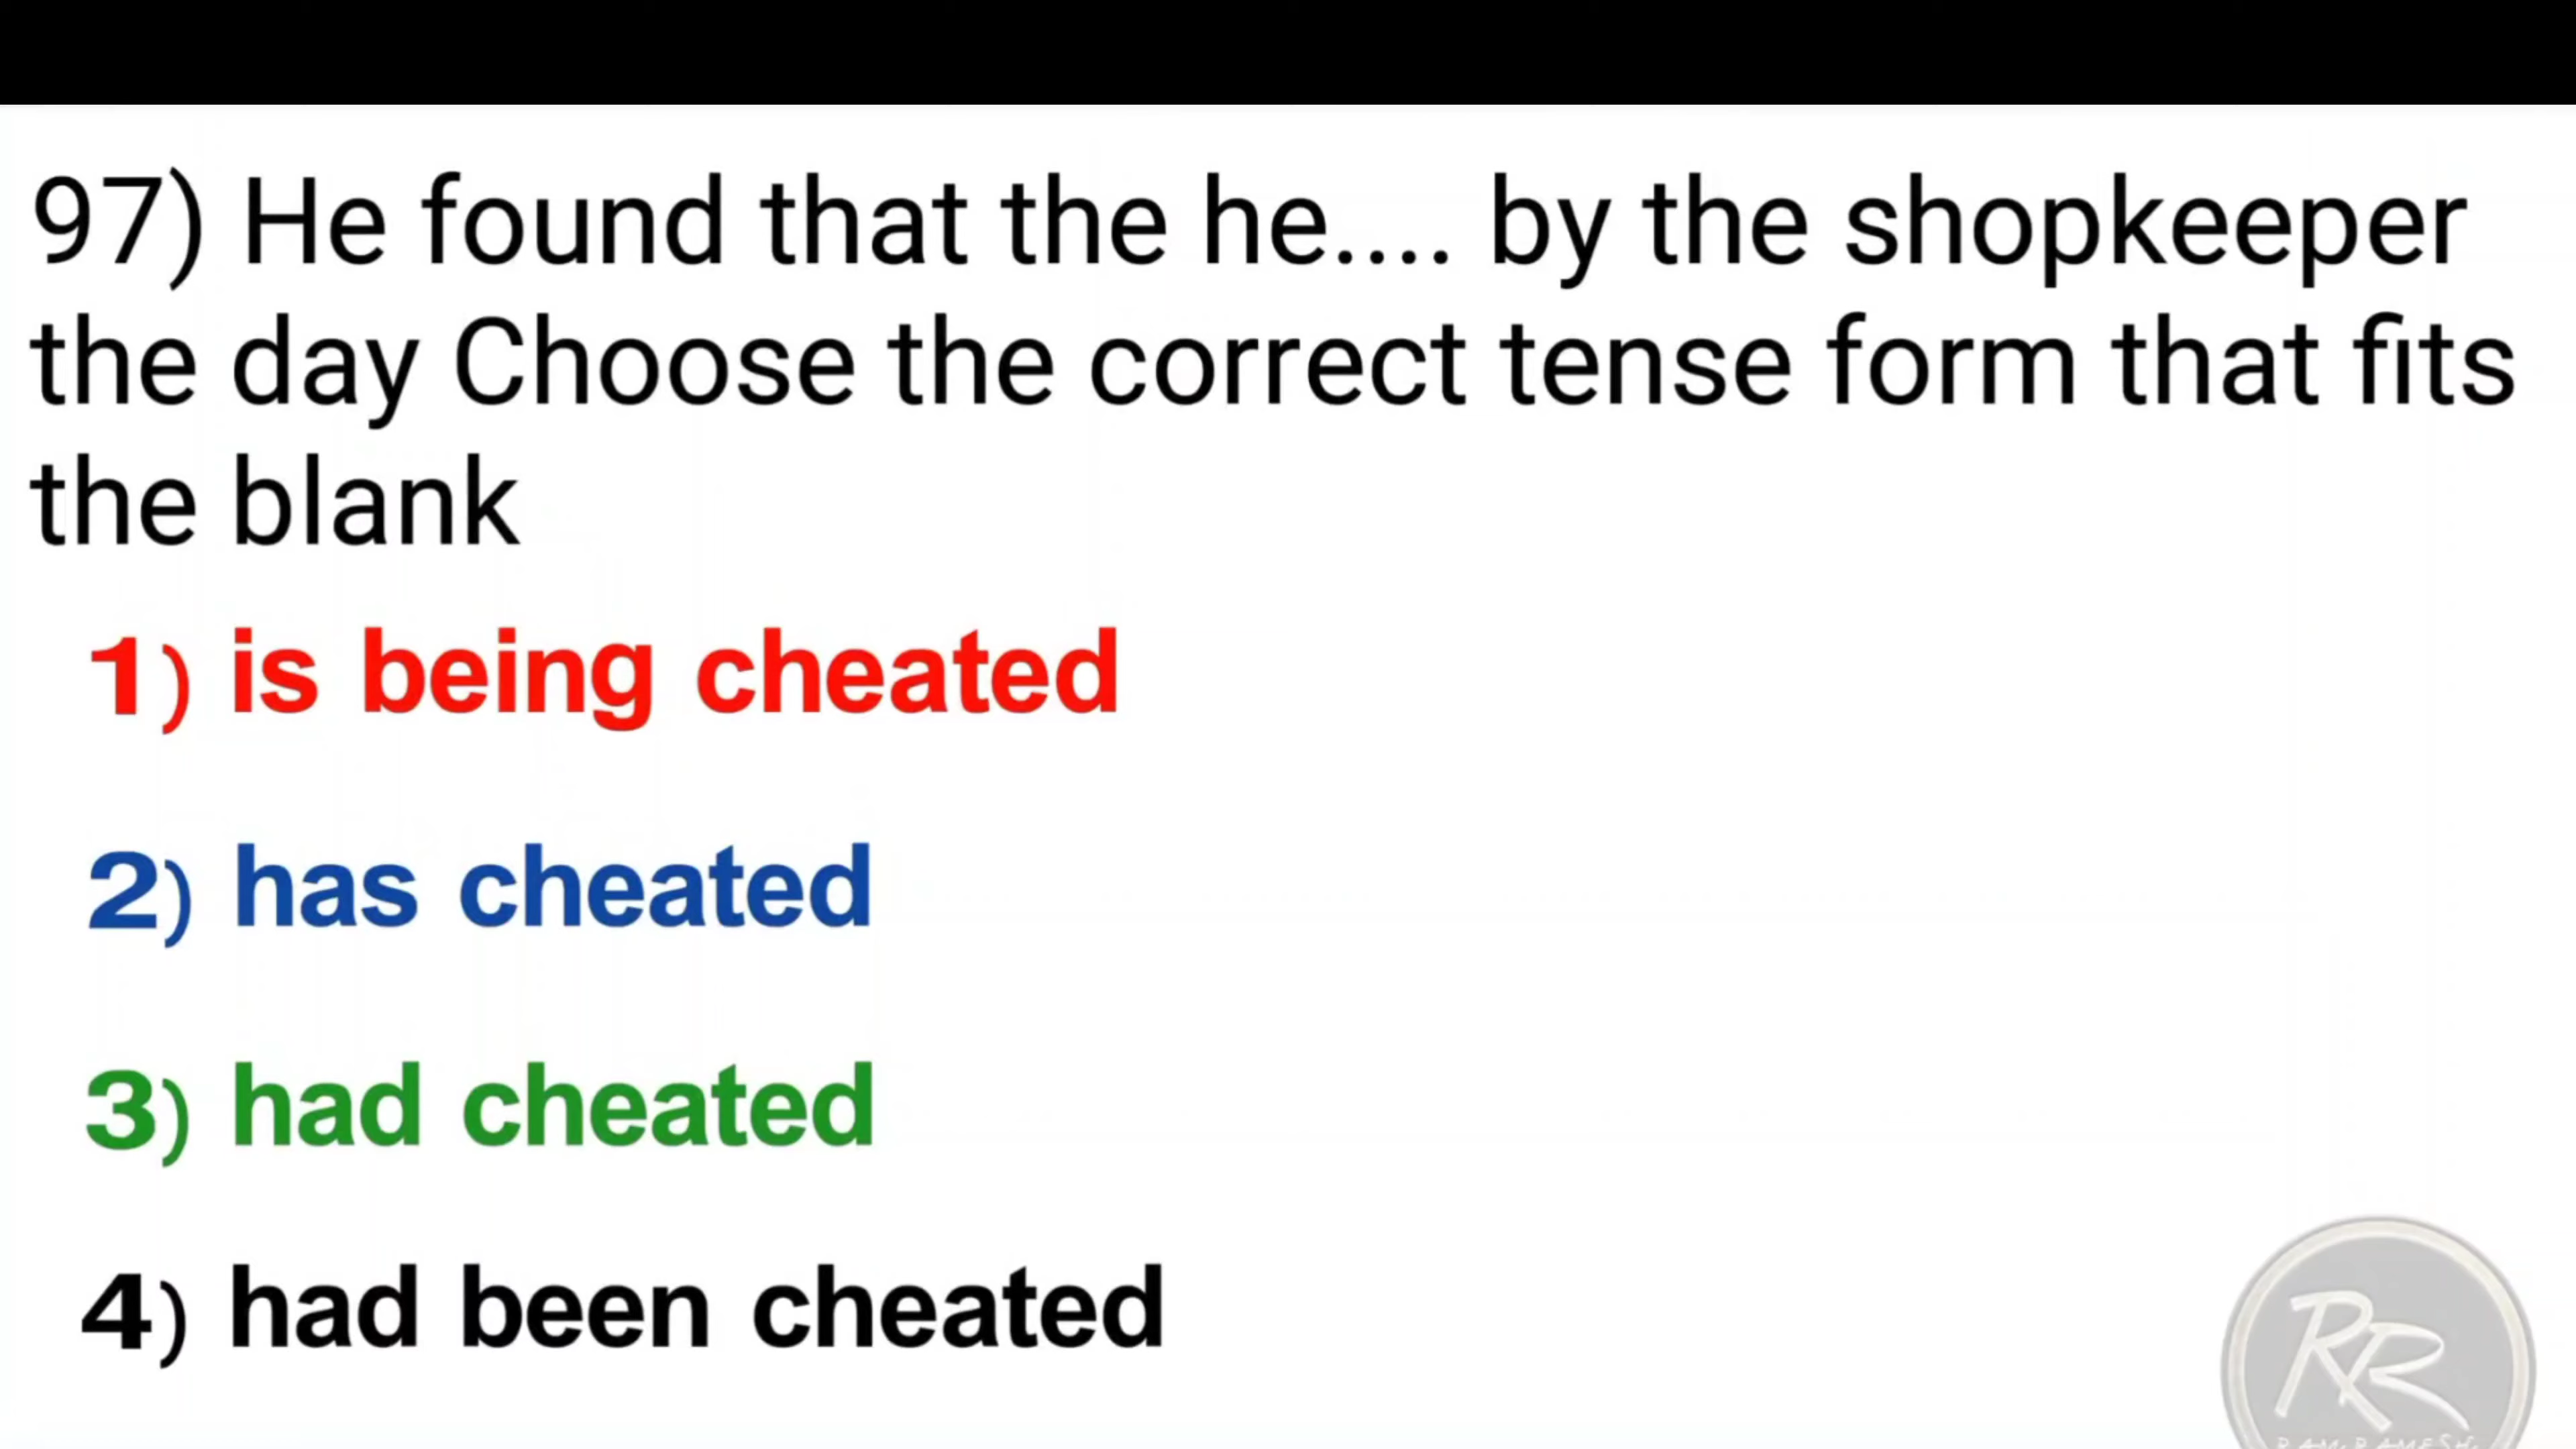 97) He found that the he.... by the shopkeeper
the day Choose the correct tense form that fits
the blank
1) is being cheated
2) has cheated
3) had cheated
4) had been cheated
RR